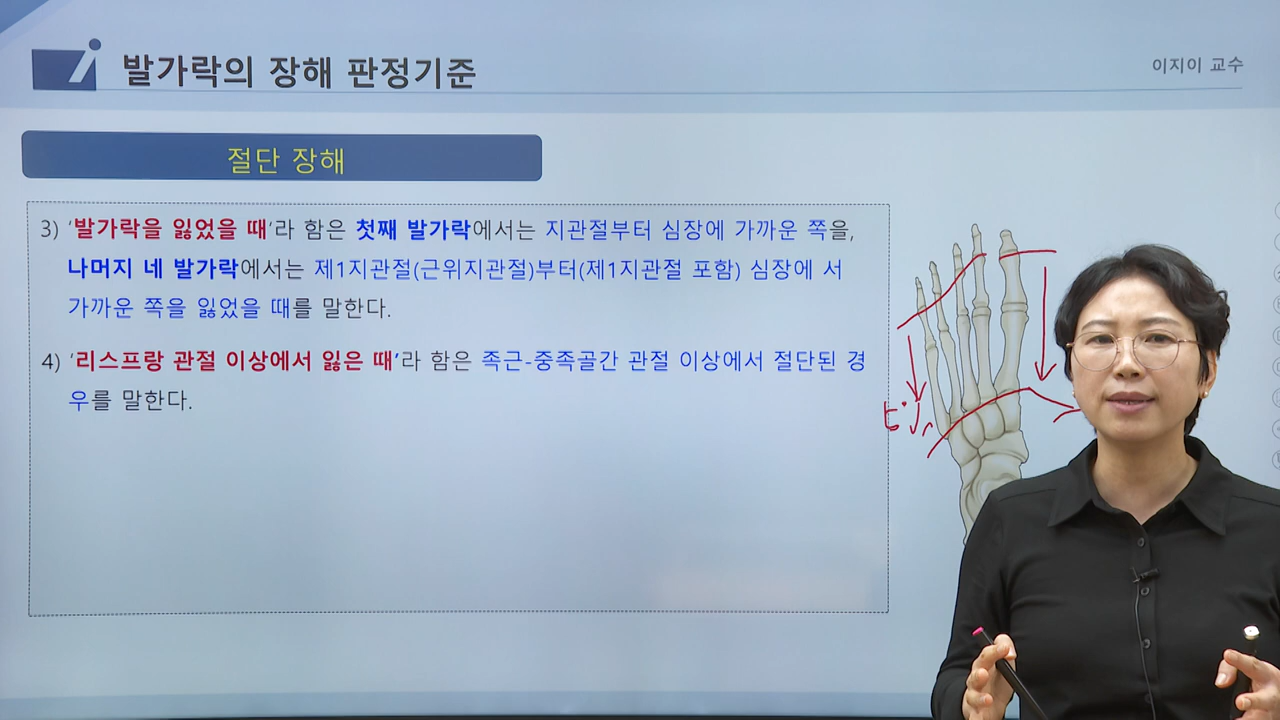 발가락의 장해 판정기준
이지이 교수
절단 장해
3) ‘발가락을 잃었을 때‘라 함은 첫째 발가락에서는 지관절부터 심장에 가까운 쪽을,
나머지 네 발가락에서는 제1지관절(근위지관절)부터(제1지관절 포함) 심장에 서
가까운 쪽을 잃었을 때를 말한다.
4) ‘리스프랑 관절 이상에서 잃은 때’라 함은 족근-중족골간 관절 이상에서 절단된 경
우를 말한다.